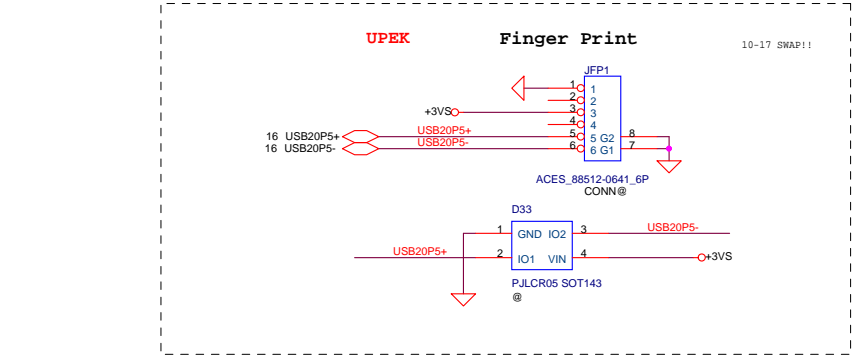 UPEK Finger Print
10-17 SWAP!!
JFP1
1 1
2 2
+3VS 3 3
4 4
16 USB20P5+ USB20P5+ 5 5 G2 8
16 USB20P5- USB20P5- 6 6 G1 7
ACES_88512-0641_6P
CONN@
D33
1 GND IO2 3 USB20P5-
USB20P5+ 2 IO1 VIN 4 +3VS
PJLCR05 SOT143
@